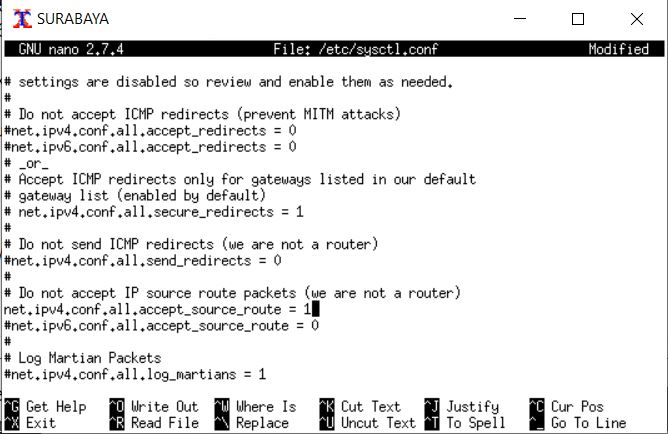 SURABAYA
GNU nano 2.7.4 File: /etc/sysctl.conf Modified
# settings are disabled so review and enable them as needed.
#
# Do not accept ICMP redirects (prevent MITM attacks)
#net.ipv4.conf.all.accept_redirects = 0
#net.ipv6.conf.all.accept_redirects = 0
# _or_
# Accept ICMP redirects only for gateways listed in our default
# gateway list (enabled by default)
# net.ipv4.conf.all.secure_redirects = 1
#
# Do not send ICMP redirects (we are not a router)
#net.ipv4.conf.all.send_redirects = 0
#
# Do not accept IP source route packets (we are not a router)
net.ipv4.conf.all.accept_source_route = 1
#net.ipv6.conf.all.accept_source_route = 0
#
# Log Martian Packets
#net.ipv4.conf.all.log_martians = 1
^G Get Help ^O Write Out ^W Where Is ^K Cut Text ^J Justify ^C Cur Pos
^X Exit ^R Read File ^\ Replace ^U Uncut Text ^T To Spell ^_ Go To Line